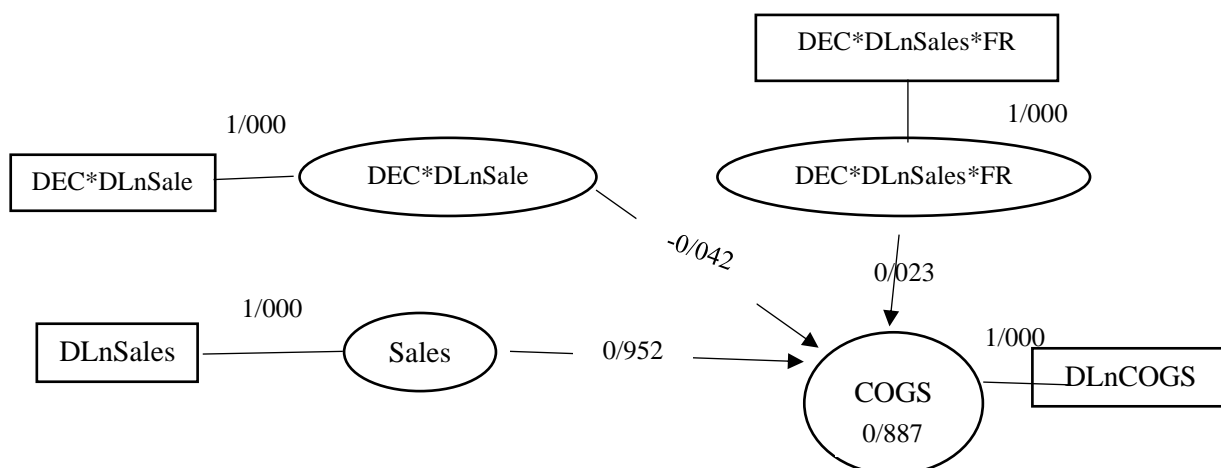 DEC*DLnSales*FR
1/000
1/000
DEC*DLnSale
DEC*DLnSale
DEC*DLnSales*FR
-0/042
0/023
1/000
DLnSales
Sales
0/952
1/000
COGS
0/887
DLnCOGS